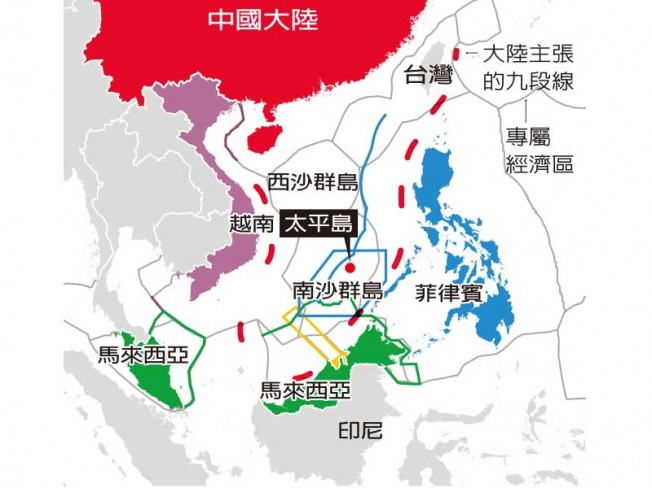 中國大陸
大陸主張
的九段線
台灣
專屬
經濟區
西沙群島
越南
太平島
南沙群島
菲律賓
馬來西亞
馬來西亞
印尼